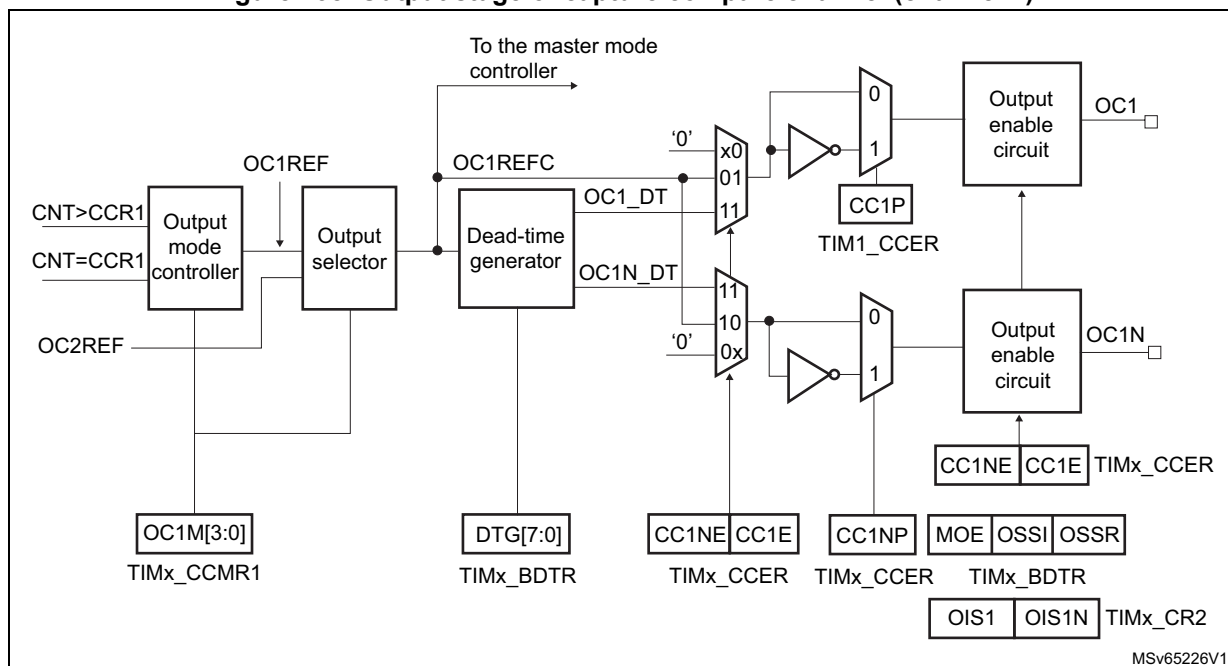 To the master mode
controller
OC1REF
OC1REFC
OC1_DT
OC1N_DT
CNT>CCR1
CNT=CCR1
OC2REF
Output
mode
controller
Output
selector
Dead-time
generator
'0'
x0
01
11
11
10
'0'
0x
0
1
CC1P
TIM1_CCER
0
1
Output
enable
circuit
OC1
Output
enable
circuit
OC1N
CC1NE CC1E TIMx_CCER
OC1M[3:0]
TIMx_CCMR1
DTG[7:0]
TIMx_BDTR
CC1NE CC1E
TIMx_CCER
CC1NP
TIMx_CCER
MOE OSSI OSSR
TIMx_BDTR
OIS1 OIS1N TIMx_CR2
MSv65226V1